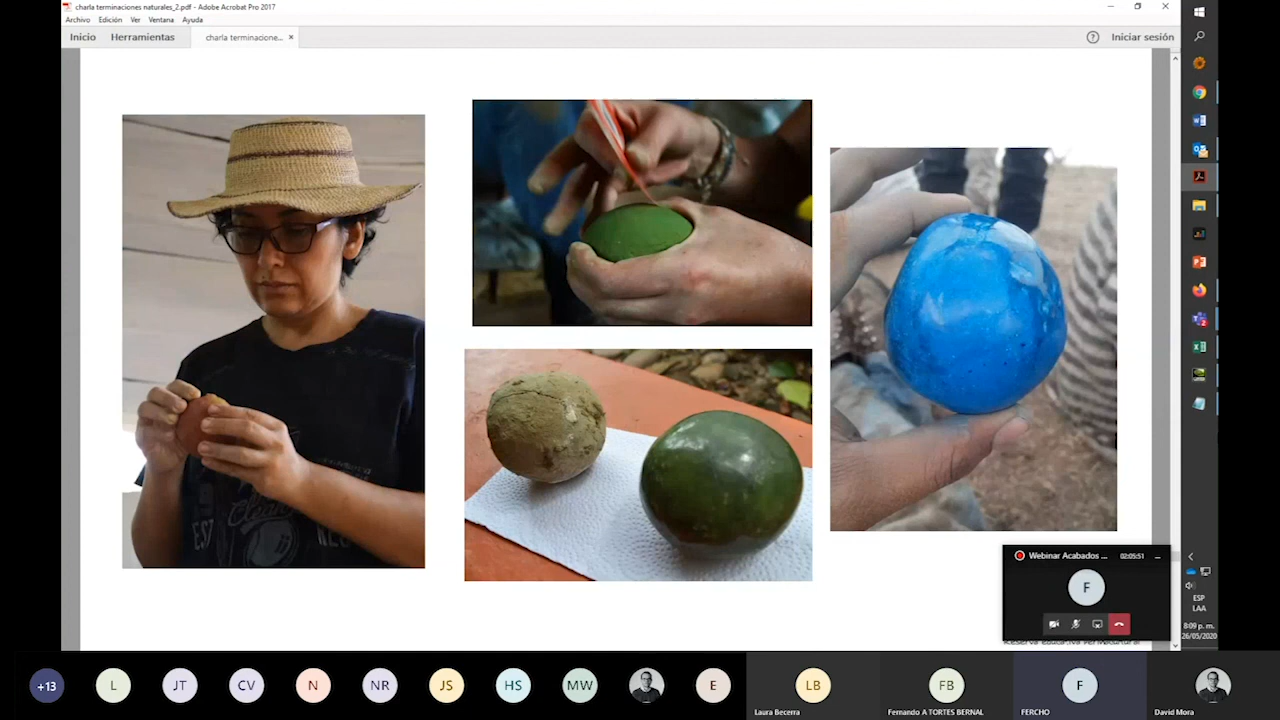 charla terminaciones naturales_2.pdf - Adobe Acrobat Pro 2017
Archivo Edición Ver Ventana Ayuda
Inicio Herramientas charla terminacione... × ? Iniciar sesión
Webinar Acabados ... 02:05:51
F
ESP
LAA
8:09 p. m.
26/05/2020
+13 L JT CV N NR JS HS MW E LB FB F
Laura Becerra Fernando A TORTES BERNAL FERCHO David Mora